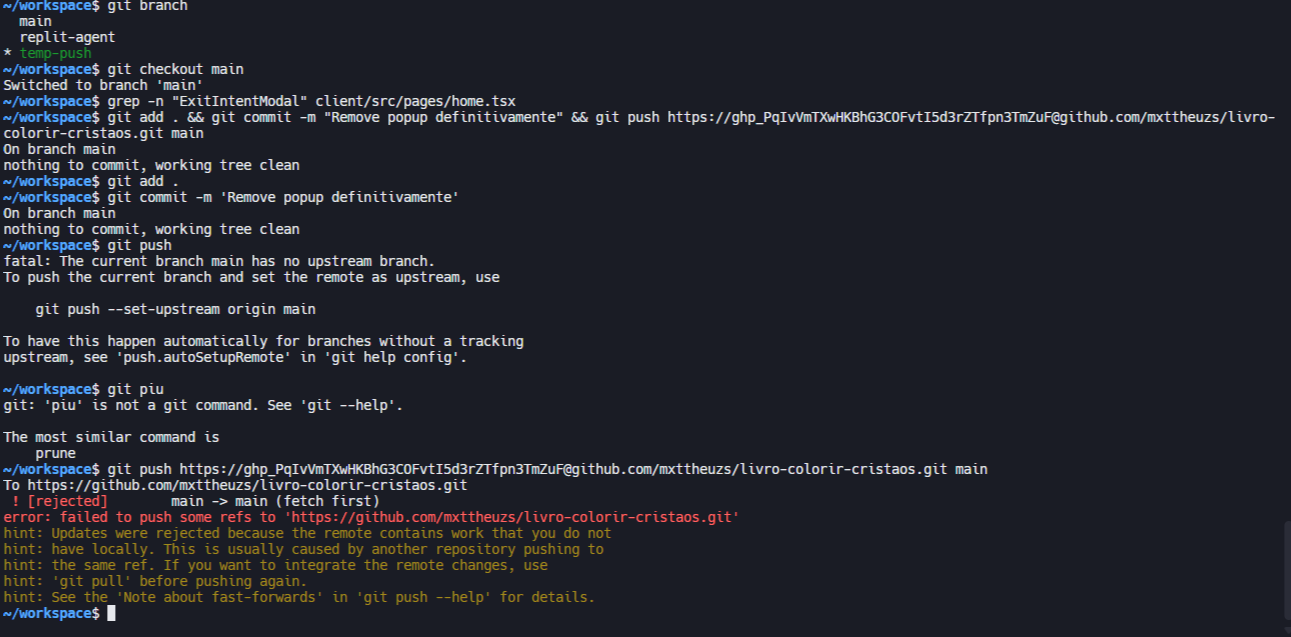 ~/workspace$ git branch
main
replit-agent
* temp-push
~/workspace$ git checkout main
Switched to branch 'main'
~/workspace$ grep -n "ExitIntentModal" client/src/pages/home.tsx
~/workspace$ git add . && git commit -m "Remove popup definitivamente" && git push https://[REDACTED]@github.com/mxttheuzs/livro-
colorir-cristaos.git main
On branch main
nothing to commit, working tree clean
~/workspace$ git add .
~/workspace$ git commit -m 'Remove popup definitivamente'
On branch main
nothing to commit, working tree clean
~/workspace$ git push
fatal: The current branch main has no upstream branch.
To push the current branch and set the remote as upstream, use
git push --set-upstream origin main
To have this happen automatically for branches without a tracking
upstream, see 'push.autoSetupRemote' in 'git help config'.
~/workspace$ git piu
git: 'piu' is not a git command. See 'git --help'.
The most similar command is
prune
~/workspace$ git push https://[REDACTED]@github.com/mxttheuzs/livro-colorir-cristaos.git main
To https://github.com/mxttheuzs/livro-colorir-cristaos.git
! [rejected] main -> main (fetch first)
error: failed to push some refs to 'https://github.com/mxttheuzs/livro-colorir-cristaos.git'
hint: Updates were rejected because the remote contains work that you do not
hint: have locally. This is usually caused by another repository pushing to
hint: the same ref. If you want to integrate the remote changes, use
hint: 'git pull' before pushing again.
hint: See the 'Note about fast-forwards' in 'git push --help' for details.
~/workspace$